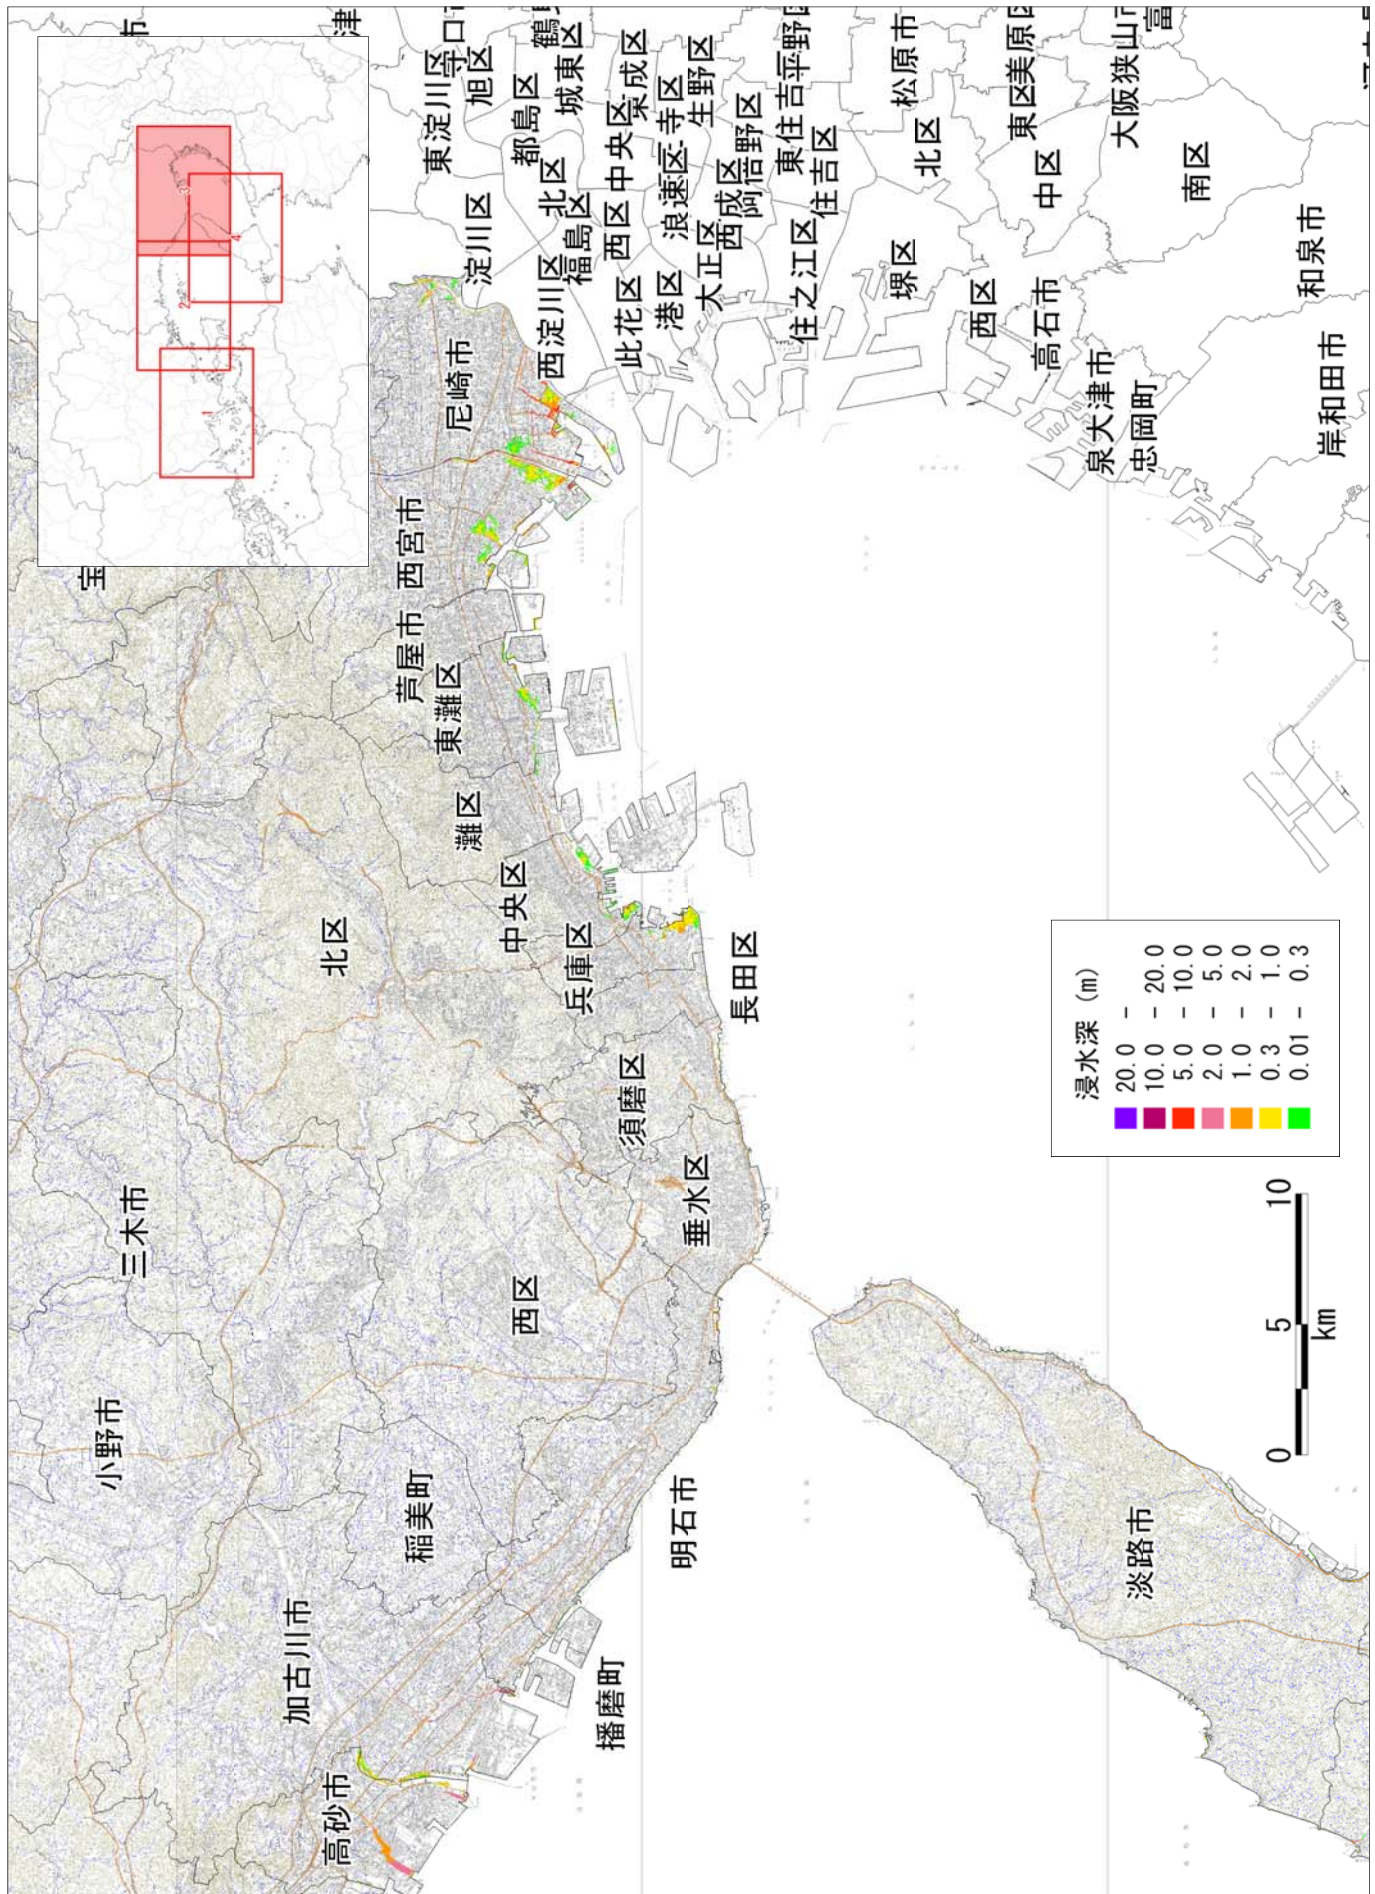 市
津
宝
東淀川区
守口
旭区
鶴
都島区
城東区
東成区
淀川区
北区
中央区
天王寺区
生野区
東住吉
平野区
西淀川区
福島区
西区
浪速区
西成区
阿倍野区
住吉区
此花区
港区
大正区
住之江区
松原市
北区
堺区
東区
美原区
中区
西区
大阪狭山市
富
南区
高石市
泉大津市
忠岡町
和泉市
岸和田市
尼崎市
西宮市
芦屋市
東灘区
灘区
中央区
兵庫区
長田区
北区
須磨区
垂水区
西区
三木市
小野市
稲美町
明石市
加古川市
播磨町
高砂市
淡路市
1
2
3
4
浸水深 (m)
20.0 -
10.0 - 20.0
5.0 - 10.0
2.0 - 5.0
1.0 - 2.0
0.3 - 1.0
0.01 - 0.3
0 5 10
km